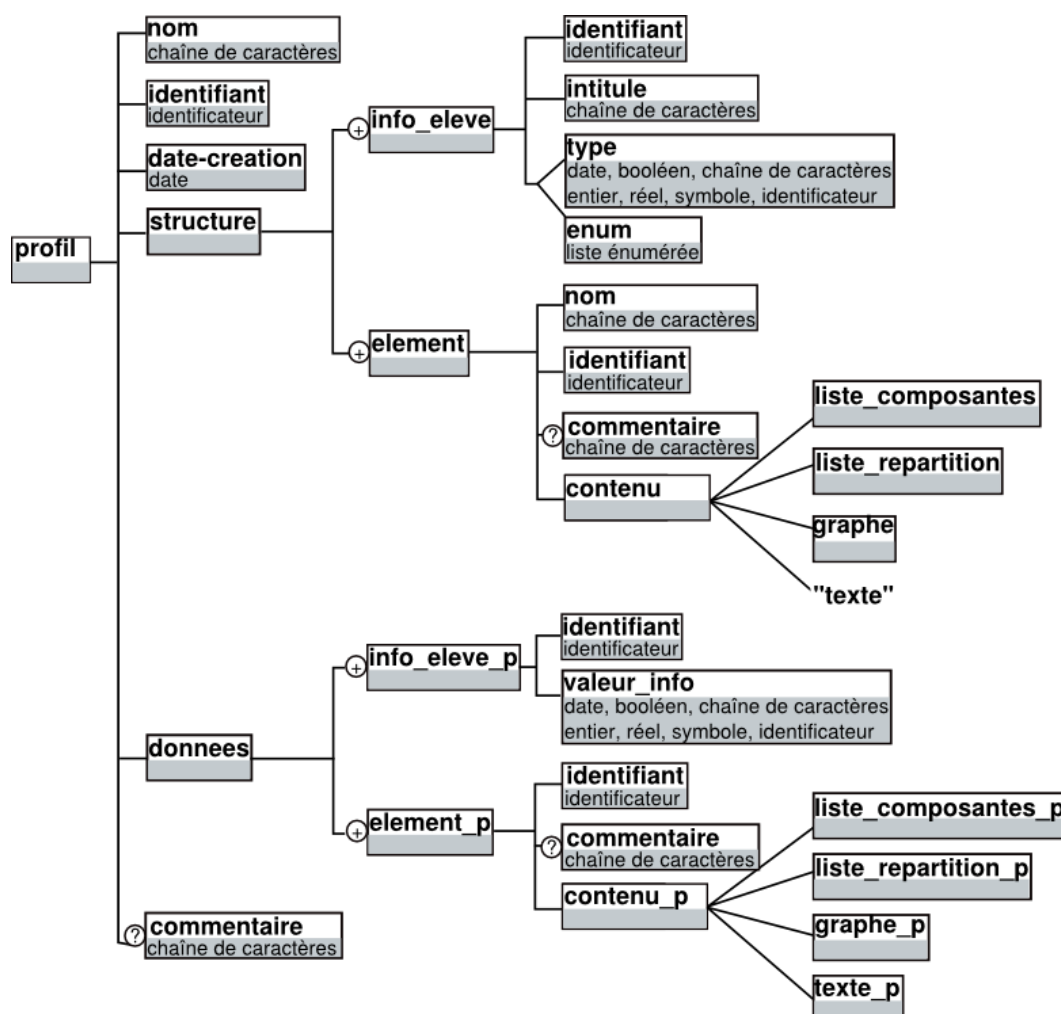 nom
chaîne de caractères
identifiant
identificateur
date-creation
date
structure
profil
+
info_eleve
identifiant
identificateur
intitule
chaîne de caractères
type
date, booléen, chaîne de caractères
entier, réel, symbole, identificateur
enum
liste énumérée
+
element
nom
chaîne de caractères
identifiant
identificateur
?
commentaire
chaîne de caractères
contenu
liste_composantes
liste_repartition
graphe
"texte"
donnees
+
info_eleve_p
identifiant
identificateur
valeur_info
date, booléen, chaîne de caractères
entier, réel, symbole, identificateur
+
element_p
identifiant
identificateur
?
commentaire
chaîne de caractères
contenu_p
liste_composantes_p
liste_repartition_p
graphe_p
texte_p
?
commentaire
chaîne de caractères